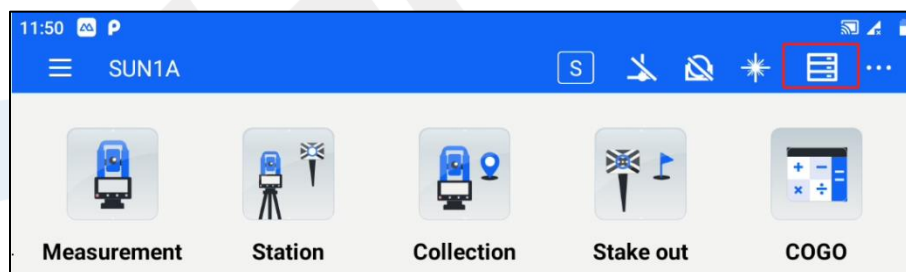 11:50 P
SUN1A S ...
Measurement Station Collection Stake out COGO